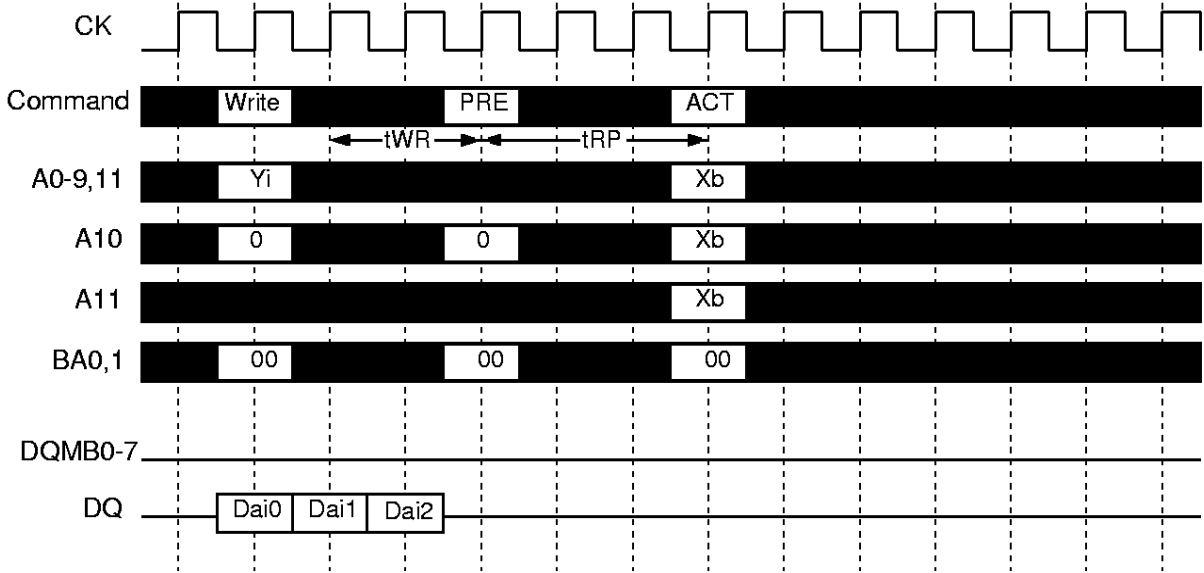 CK
Command Write PRE ACT
tWR tRP
A0-9,11 Yi Xb
A10 0 0 Xb
A11 Xb
BA0,1 00 00 00
DQMB0-7
DQ Dai0 Dai1 Dai2